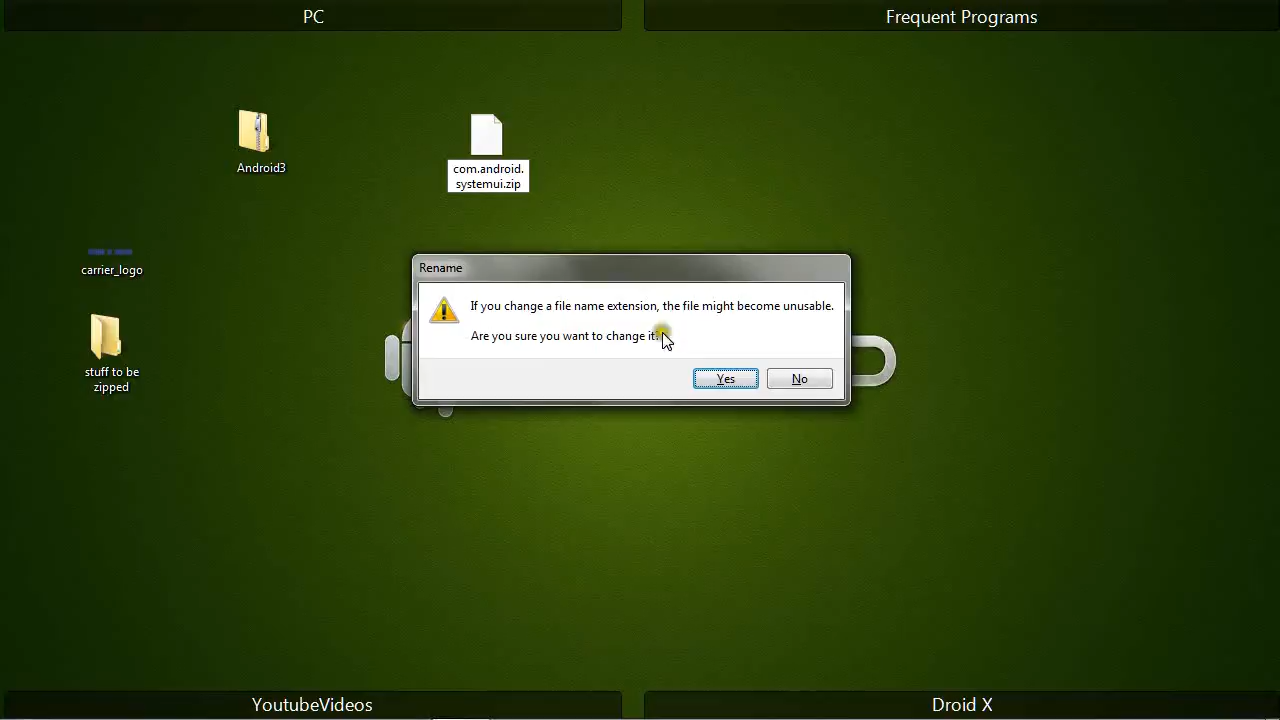 PC
Frequent Programs
Android3
com.android.
systemui.zip
carrier_logo
stuff to be
zipped
Rename
If you change a file name extension, the file might become unusable.
Are you sure you want to change it?
Yes
No
YoutubeVideos
Droid X